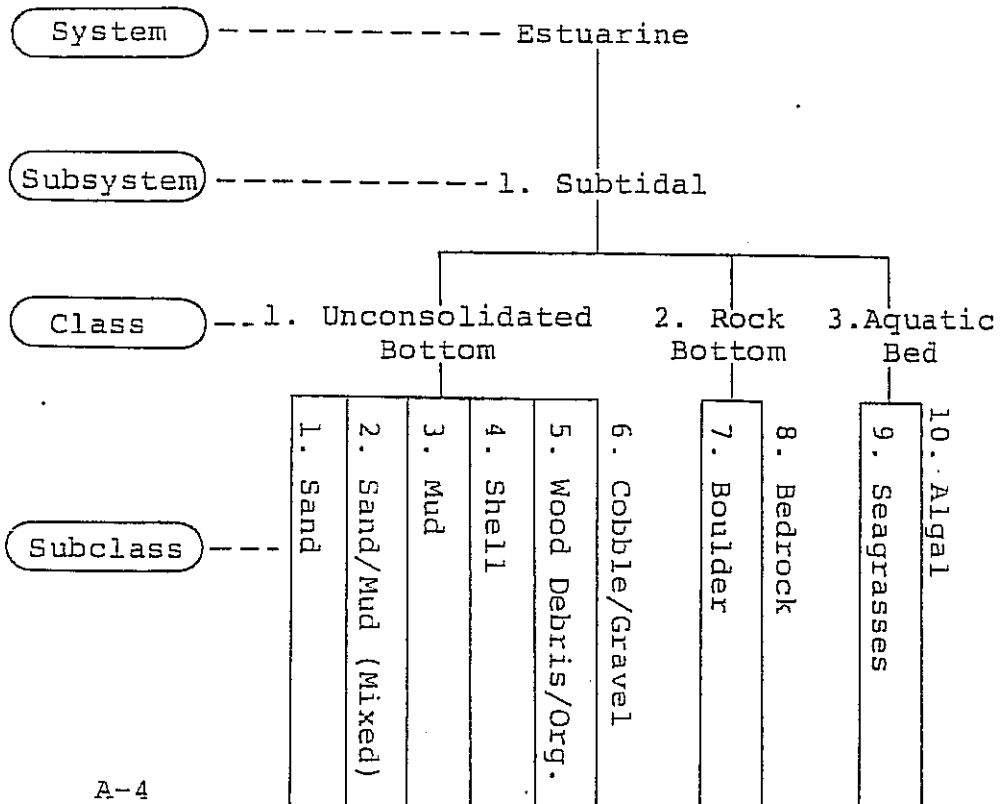 System
Estuarine
Subsystem
1. Subtidal
Class
1. Unconsolidated
Bottom
2. Rock
Bottom
3.Aquatic
Bed
Subclass
1. Sand
2. Sand/Mud (Mixed)
3. Mud
4. Shell
5. Wood Debris/Org.
6. Cobble/Gravel
7. Boulder
8. Bedrock
9. Seagrasses
10. Algal
A-4